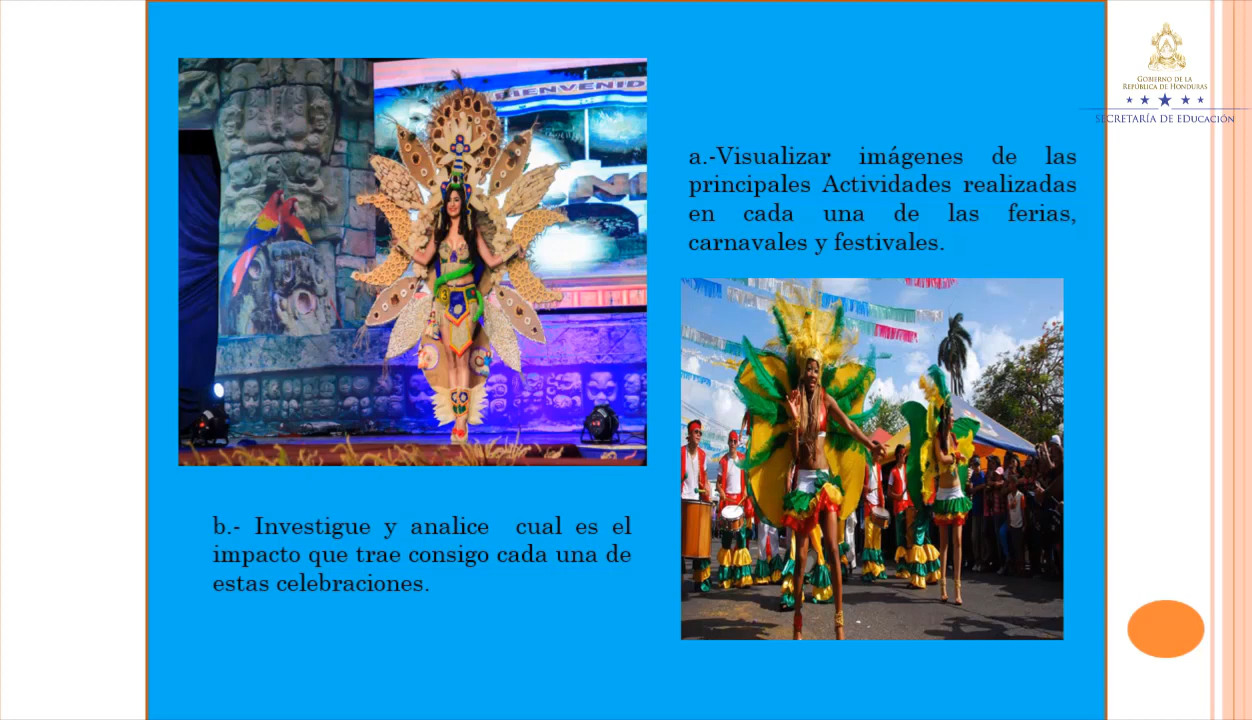 BIENVENID
GOBIERNO DE LA
REPÚBLICA DE HONDURAS
SECRETARÍA DE EDUCACIÓN
a.-Visualizar imágenes de las
principales Actividades realizadas
en cada una de las ferias,
carnavales y festivales.
b.- Investigue y analice cual es el
impacto que trae consigo cada una de
estas celebraciones.